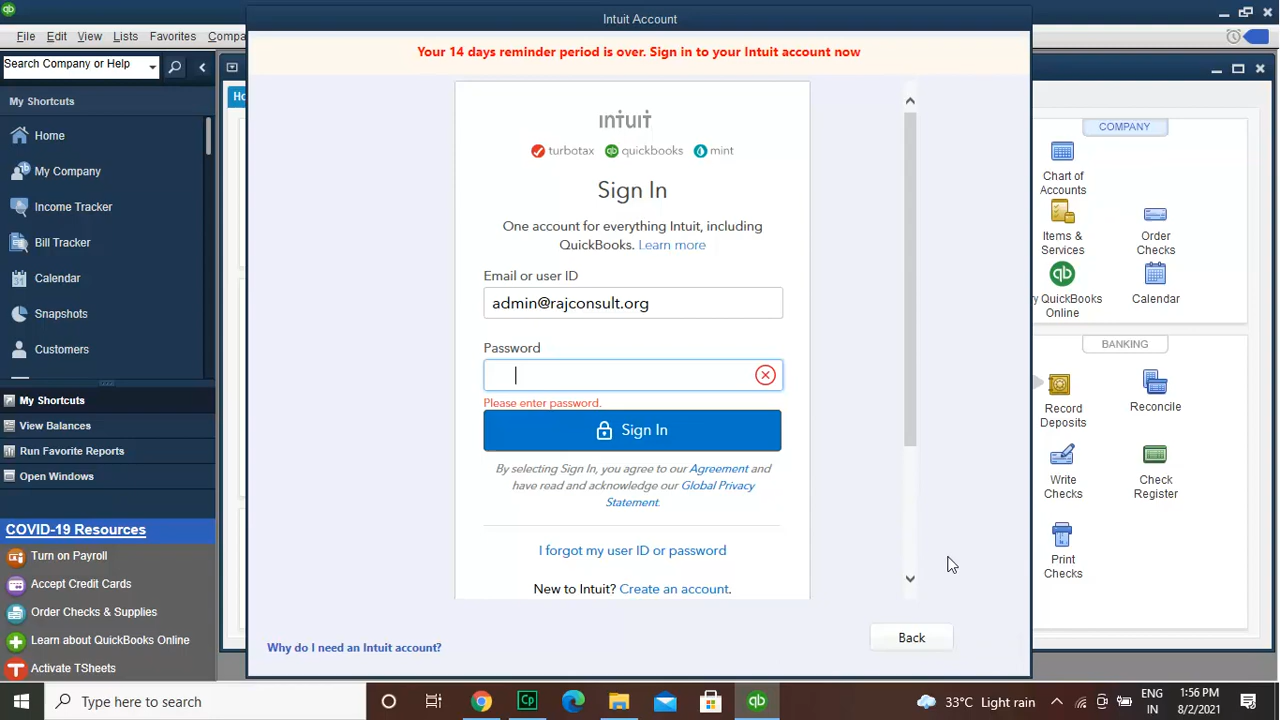 Intuit Account
File Edit View Lists Favorites Compa
Search Company or Help
My Shortcuts
Home
My Company
Income Tracker
Bill Tracker
Calendar
Snapshots
Customers
My Shortcuts
View Balances
Run Favorite Reports
Open Windows
COVID-19 Resources
Turn on Payroll
Accept Credit Cards
Order Checks & Supplies
Learn about QuickBooks Online
Activate TSheets
Ho
Your 14 days reminder period is over. Sign in to your Intuit account now
intuit
turbotax quickbooks mint
Sign In
One account for everything Intuit, including
QuickBooks. Learn more
Email or user ID
admin@rajconsult.org
Password
Please enter password.
Sign In
By selecting Sign In, you agree to our Agreement and
have read and acknowledge our Global Privacy
Statement.
I forgot my user ID or password
New to Intuit? Create an account.
Back
Why do I need an Intuit account?
COMPANY
Chart of
Accounts
Items &
Services
Order
Checks
y QuickBooks
Online
Calendar
BANKING
Record
Deposits
Reconcile
Write
Checks
Check
Register
Print
Checks
Type here to search
33°C Light rain
ENG
IN
1:56 PM
8/2/2021